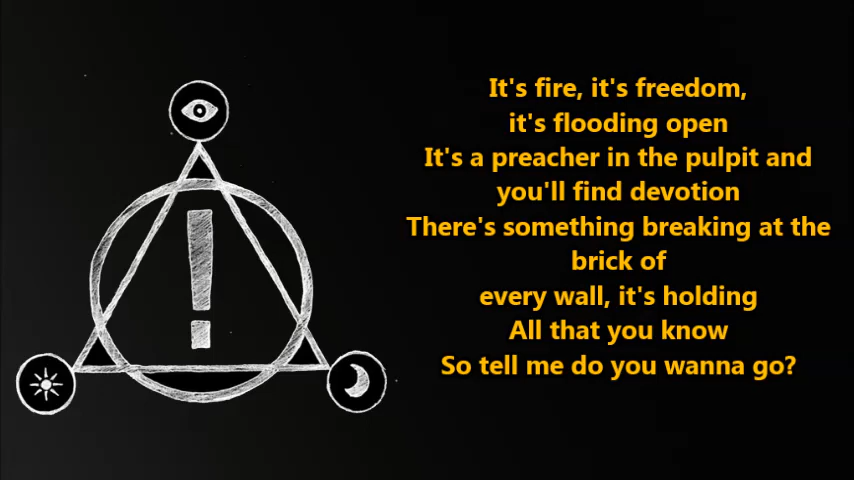 It's fire, it's freedom,
it's flooding open
It's a preacher in the pulpit and
you'll find devotion
There's something breaking at the
brick of
every wall, it's holding
All that you know
So tell me do you wanna go?
!